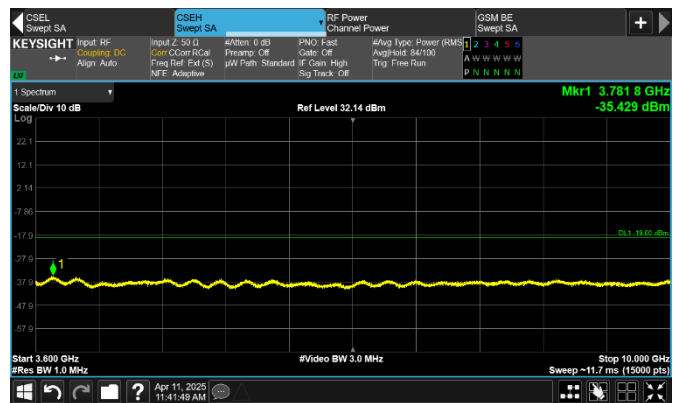 CSEL
Swept SA
CSEH
Swept SA
RF Power
Channel Power
GSM BE
Swept SA
+
KEYSIGHT
Input: RF
Coupling: DC
Align: Auto
LXI
Input Z: 50 Ω
Corr CCorr RCal
Freq Ref: Ext (S)
NFE: Adaptive
#Atten: 0 dB
Preamp: Off
µW Path: Standard
PNO: Fast
Gate: Off
IF Gain: High
Sig Track: Off
#Avg Type: Power (RMS)
Avg|Hold: 84/100
Trig: Free Run
1 2 3 4 5 6
A W W W W W
P N N N N N
1 Spectrum
Scale/Div 10 dB
Log
Ref Level 32.14 dBm
Mkr1 3.781 8 GHz
-35.429 dBm
22.1
12.1
2.14
-7.86
-17.9
DL1 -19.00 dBm
-27.9
1
-37.9
-47.9
-57.9
Start 3.600 GHz
#Res BW 1.0 MHz
#Video BW 3.0 MHz
Stop 10.000 GHz
Sweep ~11.7 ms (15000 pts)
?
Apr 11, 2025
11:41:49 AM